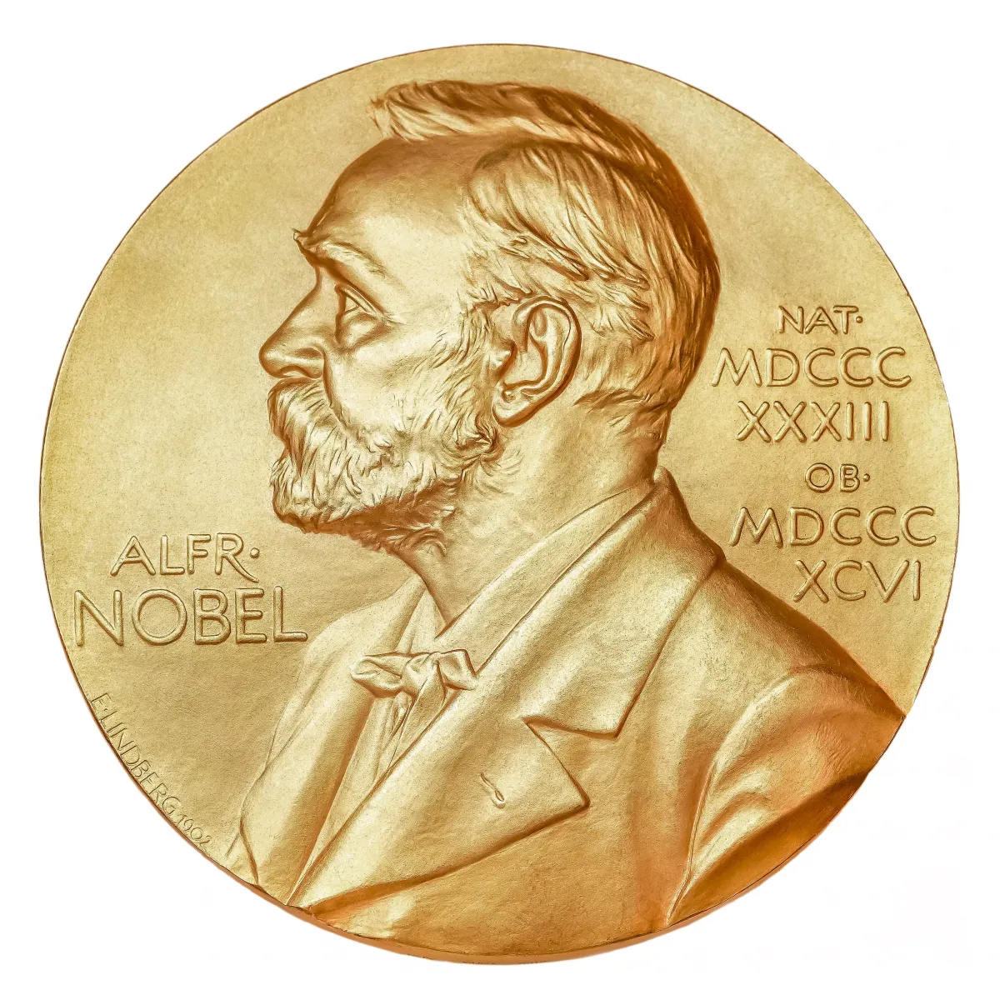 ALFR·
NOBEL
NAT·
MDCCC
XXXIII
OB·
MDCCC
XCVI
E·LINDBERG 1902